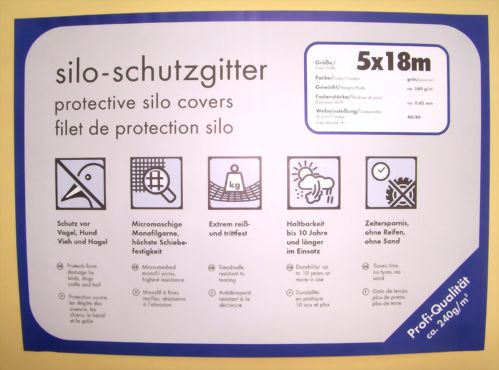 silo-schutzgitter
protective silo covers
filet de protection silo
Größe/
5x18m
Farbe/
grün/
Gewicht/
ca. 240 g/m²
Fadenstärke/
ca. 0,45 mm
Webeinstellung/
80/80
kg
Schutz vor
Vogel, Hund
Vieh und Hagel
Micromaschige
Monofilgarne,
höchste Schiebe-
festigkeit
Extrem reiß-
und trittfest
Haltbarkeit
bis 10 Jahre
und länger
im Einsatz
Zeitersparnis,
ohne Reifen,
ohne Sand
Protects form
damage by
birds, dogs
cattle and hail
Micro-meshed
monofil yarns,
highest resistance
Treadsafe,
resistant to
tearing
Durability: up
to 10 years or
more in use
Saves time,
no tyres, no
sand
Protection contre
les dégâts des
oiseaux, les
chiens, le bétail
et la grêle
Monofil à fines
mailles, résistance
à l'abrasion
Antidérapant,
résistant à la
déchirure
Durabilité:
en pratique
10 ans et plus
Gain de temps,
plus de pneus,
plus de terre
Profi-Qualität
ca. 240g/m²